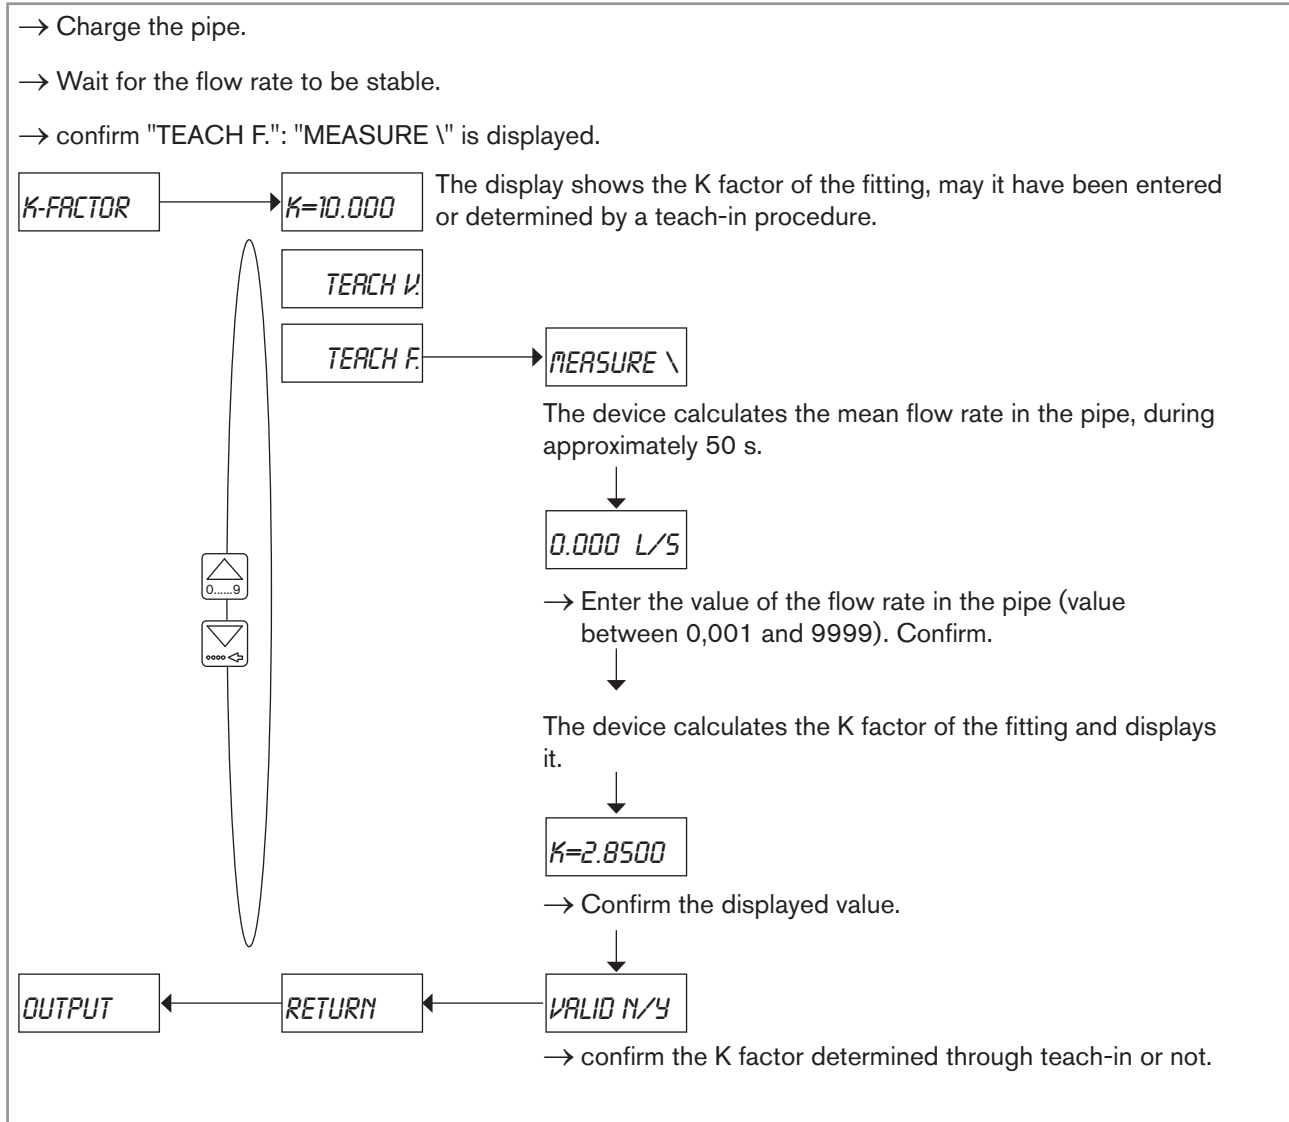 → Charge the pipe.
→ Wait for the flow rate to be stable.
→ confirm "TEACH F.": "MEASURE \" is displayed.
K-FACTOR
K=10.000
The display shows the K factor of the fitting, may it have been entered
or determined by a teach-in procedure.
TEACH V.
TEACH F.
MEASURE \
The device calculates the mean flow rate in the pipe, during
approximately 50 s.
0.000 L/S
0......9
→ Enter the value of the flow rate in the pipe (value
between 0,001 and 9999). Confirm.
The device calculates the K factor of the fitting and displays
it.
K=2.8500
→ Confirm the displayed value.
OUTPUT
RETURN
VALID N/Y
→ confirm the K factor determined through teach-in or not.